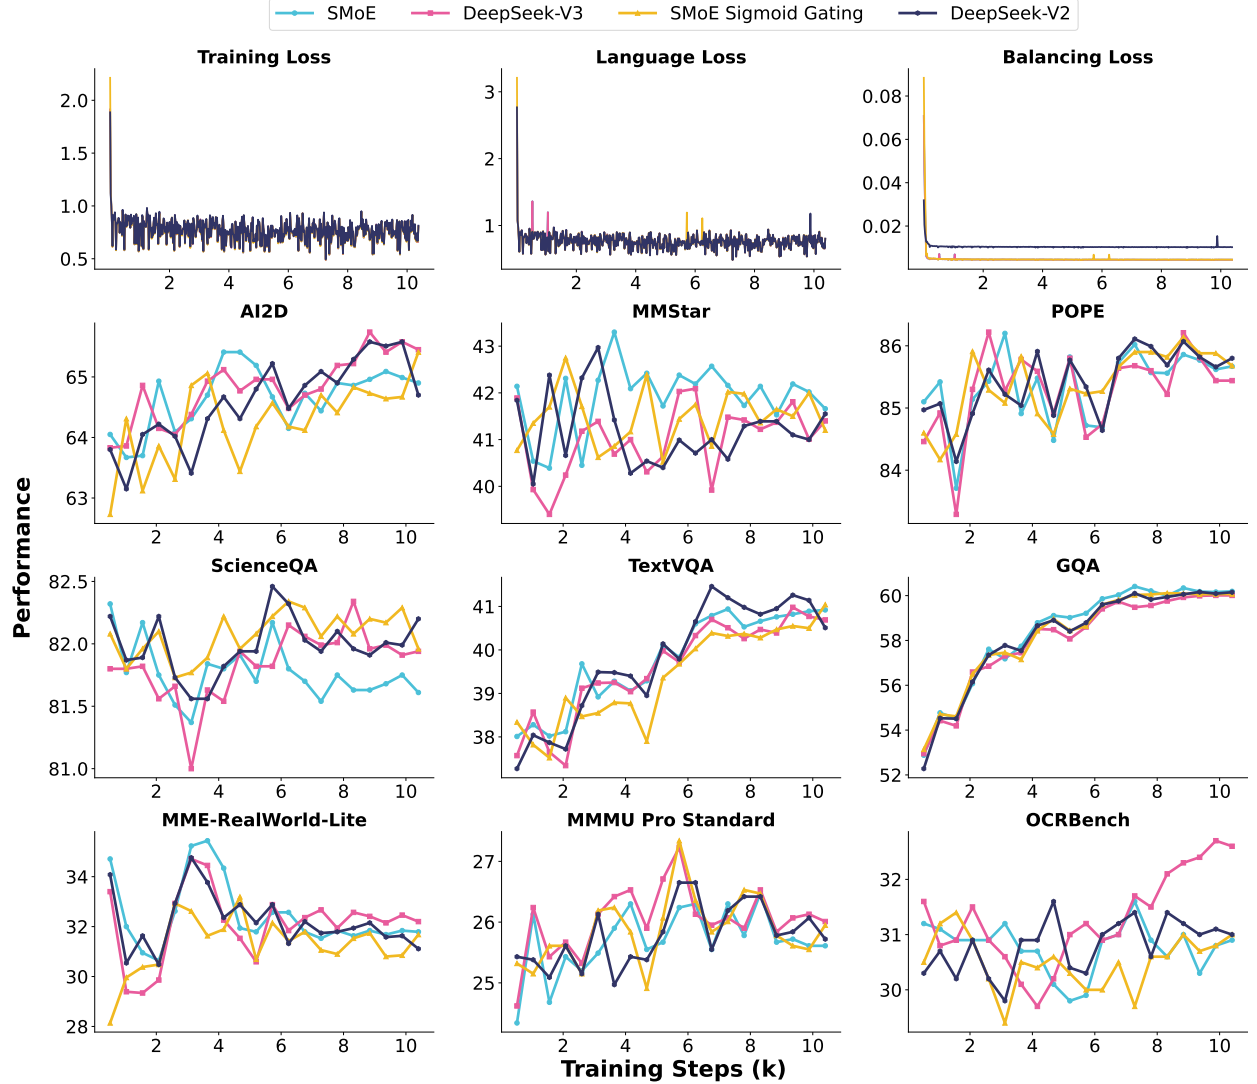 SMoE DeepSeek-V3 SMoE Sigmoid Gating DeepSeek-V2
Training Loss Language Loss Balancing Loss
2.0
1.5
1.0
0.5
2 4 6 8 10
3
2
1
2 4 6 8 10
0.08
0.06
0.04
0.02
2 4 6 8 10
AI2D MMStar POPE
65
64
63
2 4 6 8 10
43
42
41
40
2 4 6 8 10
86
85
84
2 4 6 8 10
Performance
ScienceQA TextVQA GQA
82.5
82.0
81.5
81.0
2 4 6 8 10
41
40
39
38
2 4 6 8 10
60
58
56
54
52
2 4 6 8 10
MME-RealWorld-Lite MMMU Pro Standard OCRBench
34
32
30
28
2 4 6 8 10
27
26
25
2 4 6 8 10
32
31
30
2 4 6 8 10
Training Steps (k)